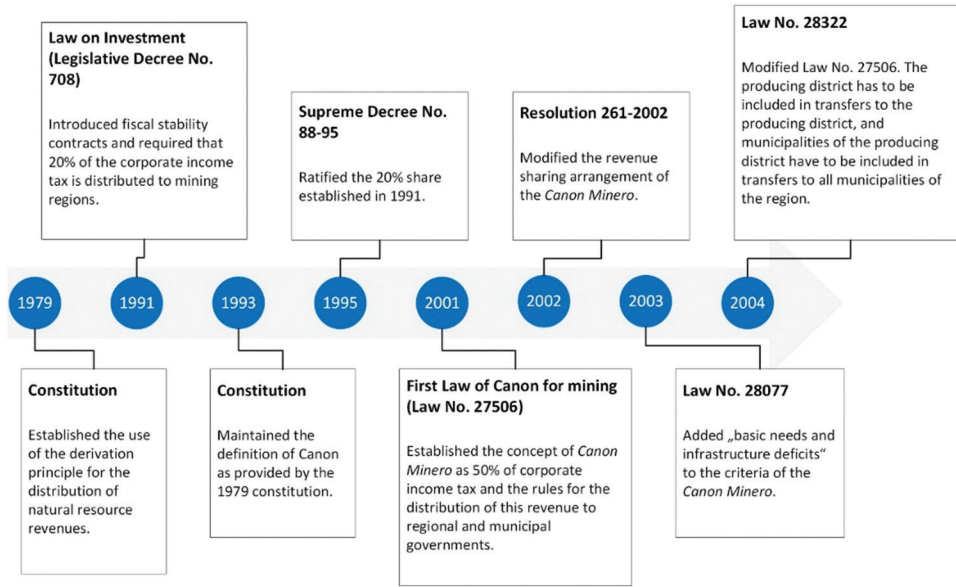 Law on Investment
(Legislative Decree No.
708)
Introduced fiscal stability
contracts and required that
20% of the corporate income
tax is distributed to mining
regions.
Supreme Decree No.
88-95
Ratified the 20% share
established in 1991.
Resolution 261-2002
Modified the revenue
sharing arrangement of
the Canon Minero.
Law No. 28322
Modified Law No. 27506. The
producing district has to be
included in transfers to the
producing district, and
municipalities of the producing
district have to be included in
transfers to all municipalities of
the region.
1979
1991
1993
1995
2001
2002
2003
2004
Constitution
Established the use
of the derivation
principle for the
distribution of
natural resource
revenues.
Constitution
Maintained the
definition of Canon
as provided by the
1979 constitution.
First Law of Canon for mining
(Law No. 27506)
Established the concept of Canon
Minero as 50% of corporate
income tax and the rules for the
distribution of this revenue to
regional and municipal
governments.
Law No. 28077
Added „basic needs and
infrastructure deficits“
to the criteria of the
Canon Minero.